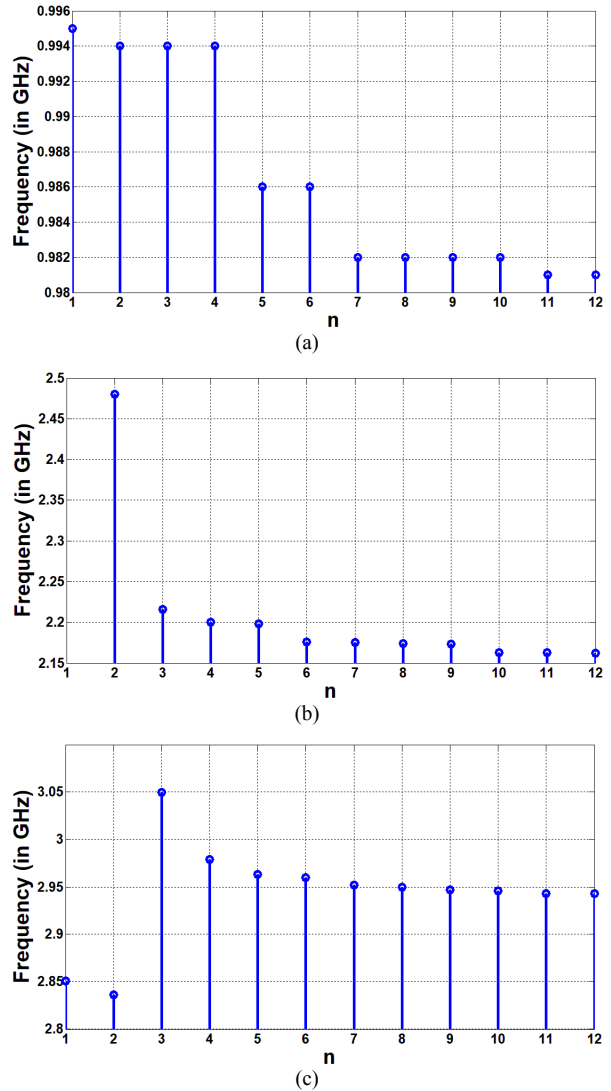 0.996
0.994
0.992
0.99
0.988
0.986
0.984
0.982
0.98
Frequency (in GHz)
1 2 3 4 5 6 7 8 9 10 11 12
n
(a)
2.5
2.45
2.4
2.35
2.3
2.25
2.2
2.15
Frequency (in GHz)
1 2 3 4 5 6 7 8 9 10 11 12
n
(b)
3.05
3
2.95
2.9
2.85
2.8
Frequency (in GHz)
1 2 3 4 5 6 7 8 9 10 11 12
n
(c)